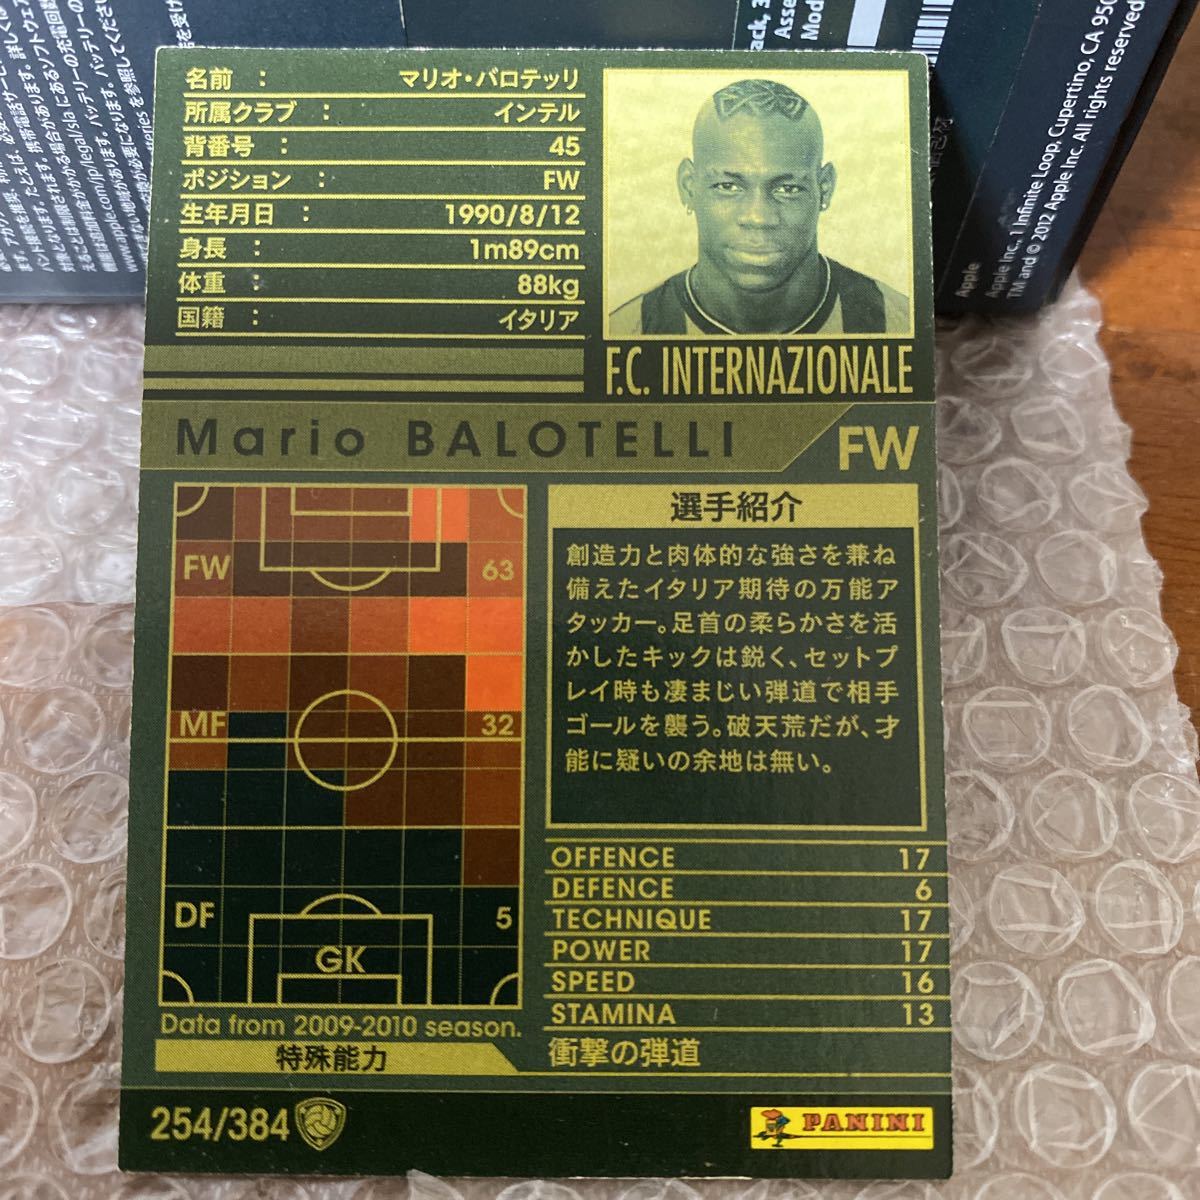 名前 : マリオ・バロテッリ
所属クラブ : インテル
背番号 : 45
ポジション : FW
生年月日 : 1990/8/12
身長 : 1m89cm
体重 : 88kg
国籍 : イタリア
F.C. INTERNAZIONALE
Mario BALOTELLI
FW
FW 63
MF 32
DF 5
GK
Data from 2009-2010 season.
選手紹介
創造力と肉体的な強さを兼ね
備えたイタリア期待の万能ア
タッカー。足首の柔らかさを活
かしたキックは鋭く、セットプ
レイ時も凄まじい弾道で相手
ゴールを襲う。破天荒だが、才
能に疑いの余地は無い。
OFFENCE 17
DEFENCE 6
TECHNIQUE 17
POWER 17
SPEED 16
STAMINA 13
特殊能力
衝撃の弾道
254/384
PANINI
Apple
Apple Inc., 1 Infinite Loop, Cupertino, CA 950
TM and © 2012 Apple Inc. All rights reserved